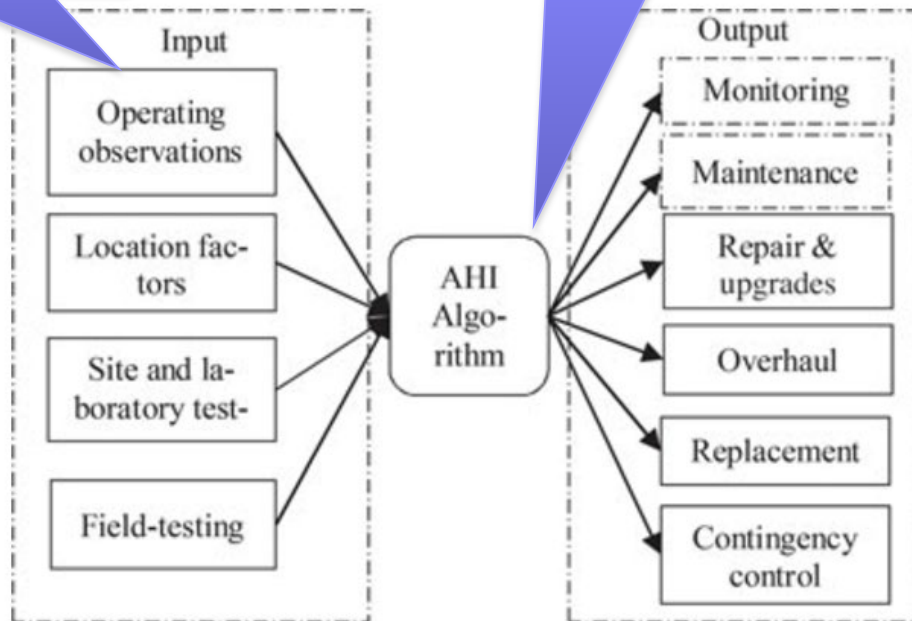 Input
Operating
observations
Location fac-
tors
Site and la-
boratory test-
Field-testing
AHI
Algo-
rithm
Output
Monitoring
Maintenance
Repair &
upgrades
Overhaul
Replacement
Contingency
control